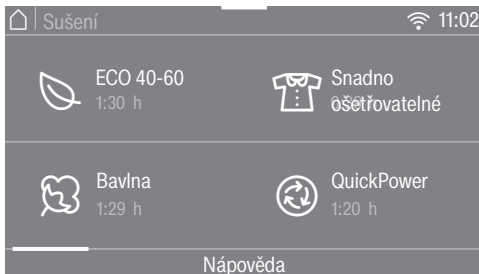 Sušení
11:02
ECO 40-60
1:30 h
Snadno
ošetřovatelné
Bavlna
1:29 h
QuickPower
1:20 h
Nápověda